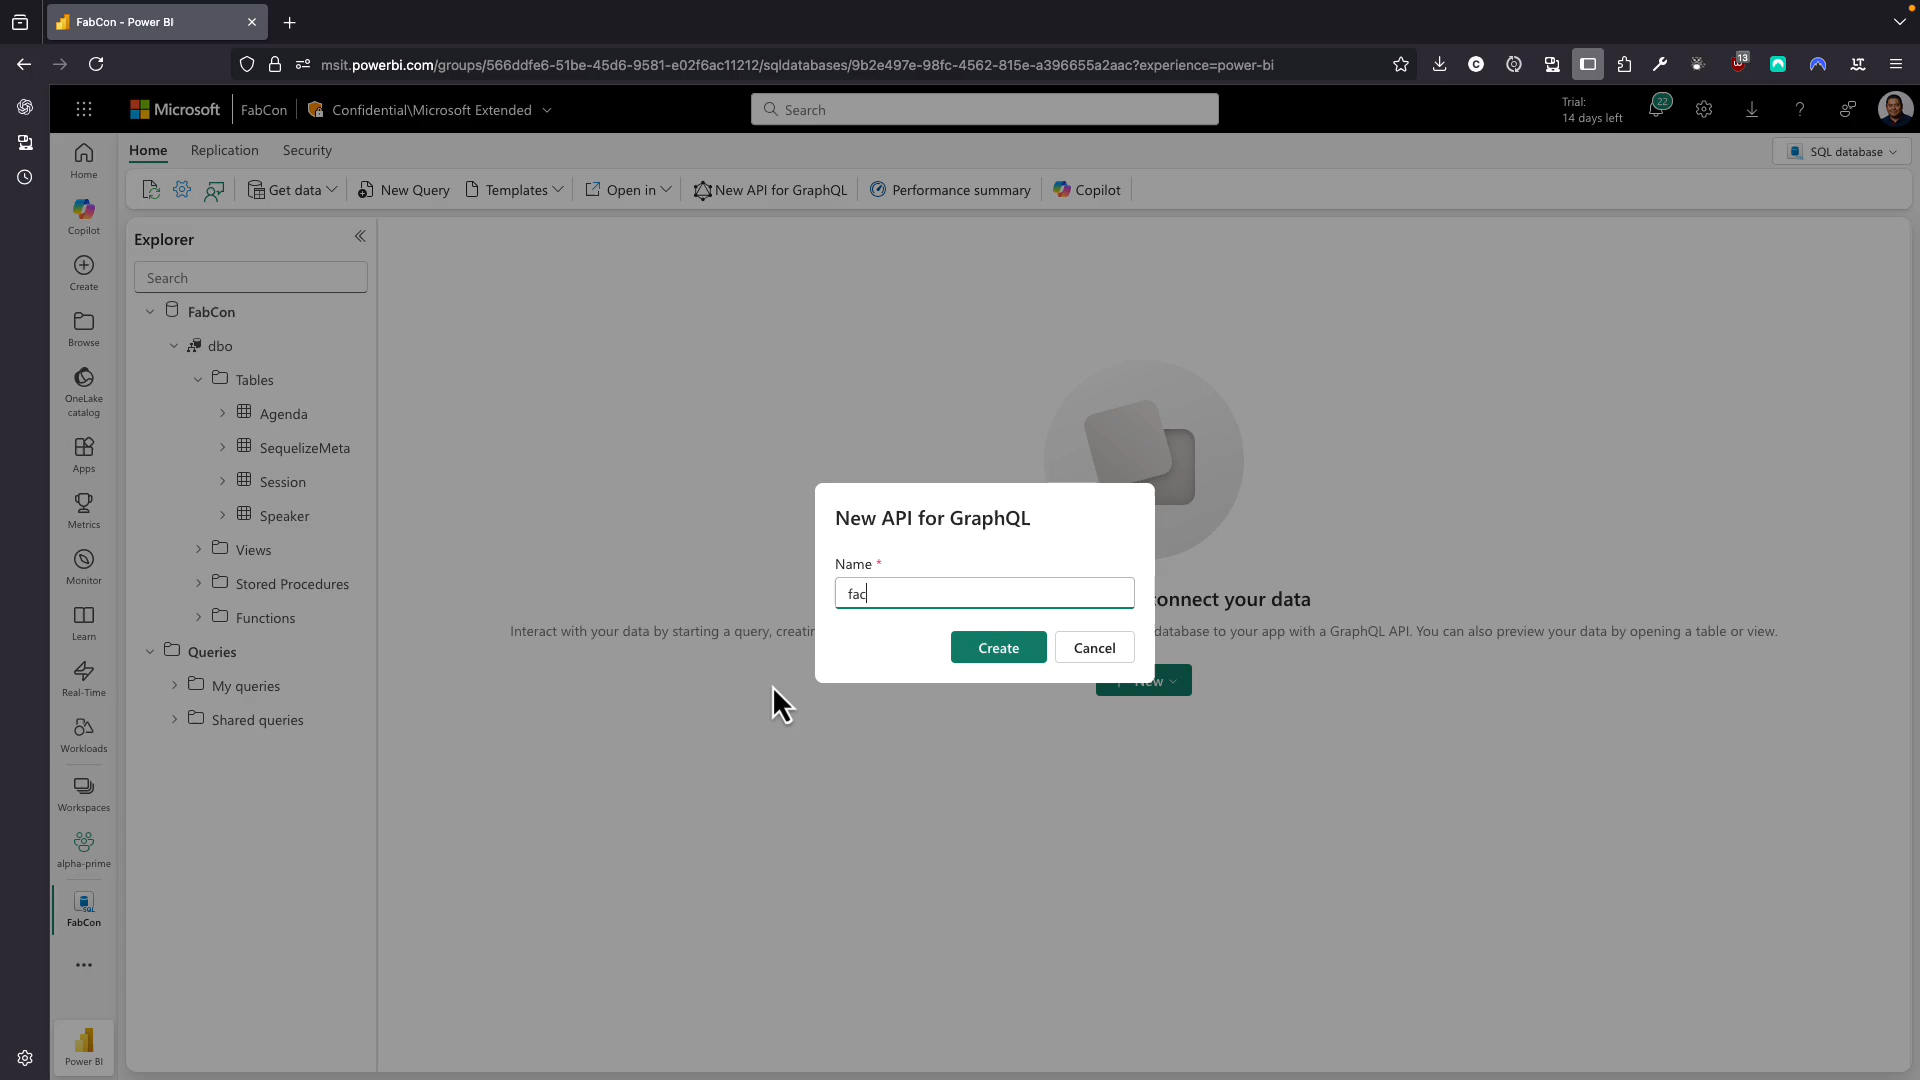 FabCon - Power BI
msit.powerbi.com/groups/566ddfe6-51be-45d6-9581-e02f6ac11212/sqldatabases/9b2e497e-98fc-4562-815e-a396655a2aac?experience=power-bi
13
Microsoft
FabCon
Confidential\Microsoft Extended
Search
Trial:
14 days left
22
Home
Replication
Security
SQL database
Get data
New Query
Templates
Open in
New API for GraphQL
Performance summary
Copilot
Home
Copilot
Create
Browse
OneLake
catalog
Apps
Metrics
Monitor
Learn
Real-Time
Workloads
Workspaces
alpha-prime
SQL
FabCon
Power BI
Explorer
Search
FabCon
dbo
Tables
Agenda
SequelizeMeta
Session
Speaker
Views
Stored Procedures
Functions
Queries
My queries
Shared queries
onnect your data
Interact with your data by starting a query, creatin
database to your app with a GraphQL API. You can also preview your data by opening a table or view.
New
New API for GraphQL
Name *
fac
Create
Cancel